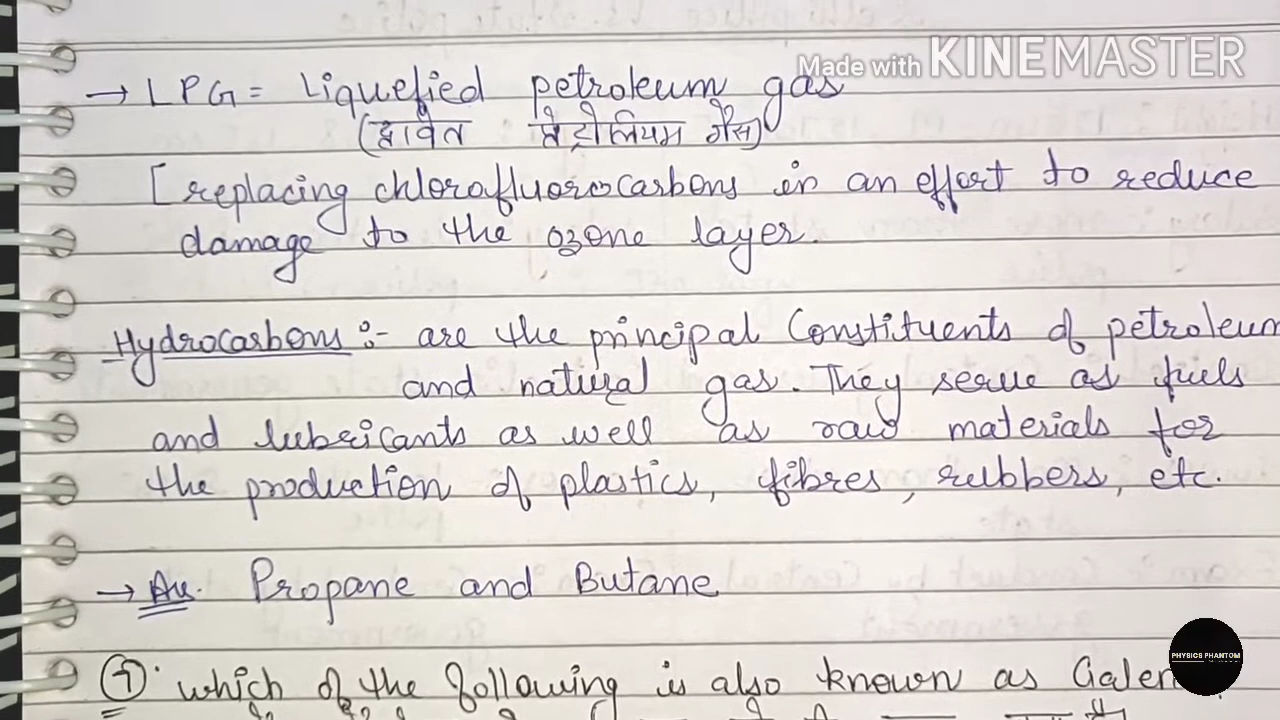 Made with KINEMASTER
→ LPG = Liquefied petroleum gas
(द्रवित पेट्रोलियम गैस)
[replacing chlorofluorocarbons in an effort to reduce
damage to the ozone layer.
Hydrocarbons :- are the principal Constituents of petroleum
and natural gas. They serve as fuels
and lubricants as well as raw materials for
the production of plastics, fibres, rubbers, etc.
→ Ans. Propane and Butane
PHYSICS PHANTOM
7. which of the following is also known as Galen